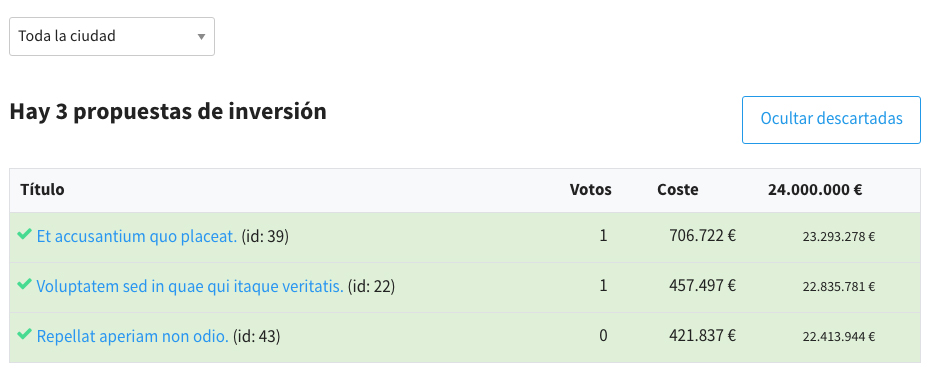 Toda la ciudad
Hay 3 propuestas de inversión
Ocultar descartadas
Título Votos Coste 24.000.000 €
Et accusantium quo placeat. (id: 39) 1 706.722 € 23.293.278 €
Voluptatem sed in quae qui itaque veritatis. (id: 22) 1 457.497 € 22.835.781 €
Repellat aperiam non odio. (id: 43) 0 421.837 € 22.413.944 €